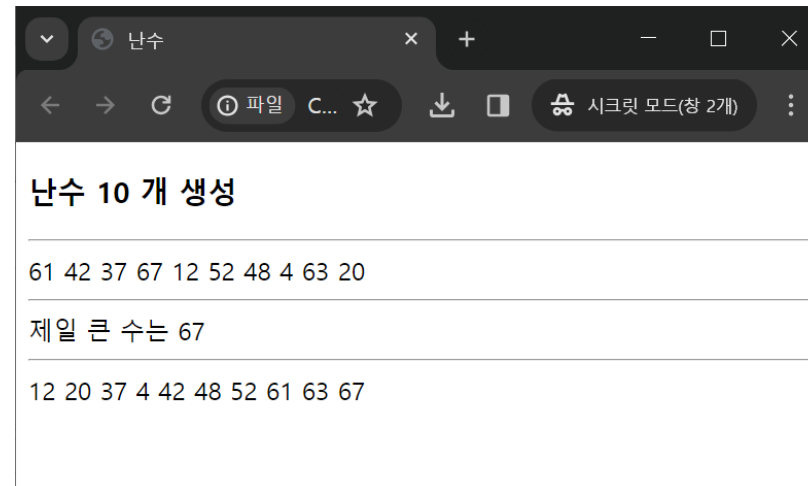 난수
파일 C... 시크릿 모드(창 2개)
난수 10 개 생성
61 42 37 67 12 52 48 4 63 20
제일 큰 수는 67
12 20 37 4 42 48 52 61 63 67